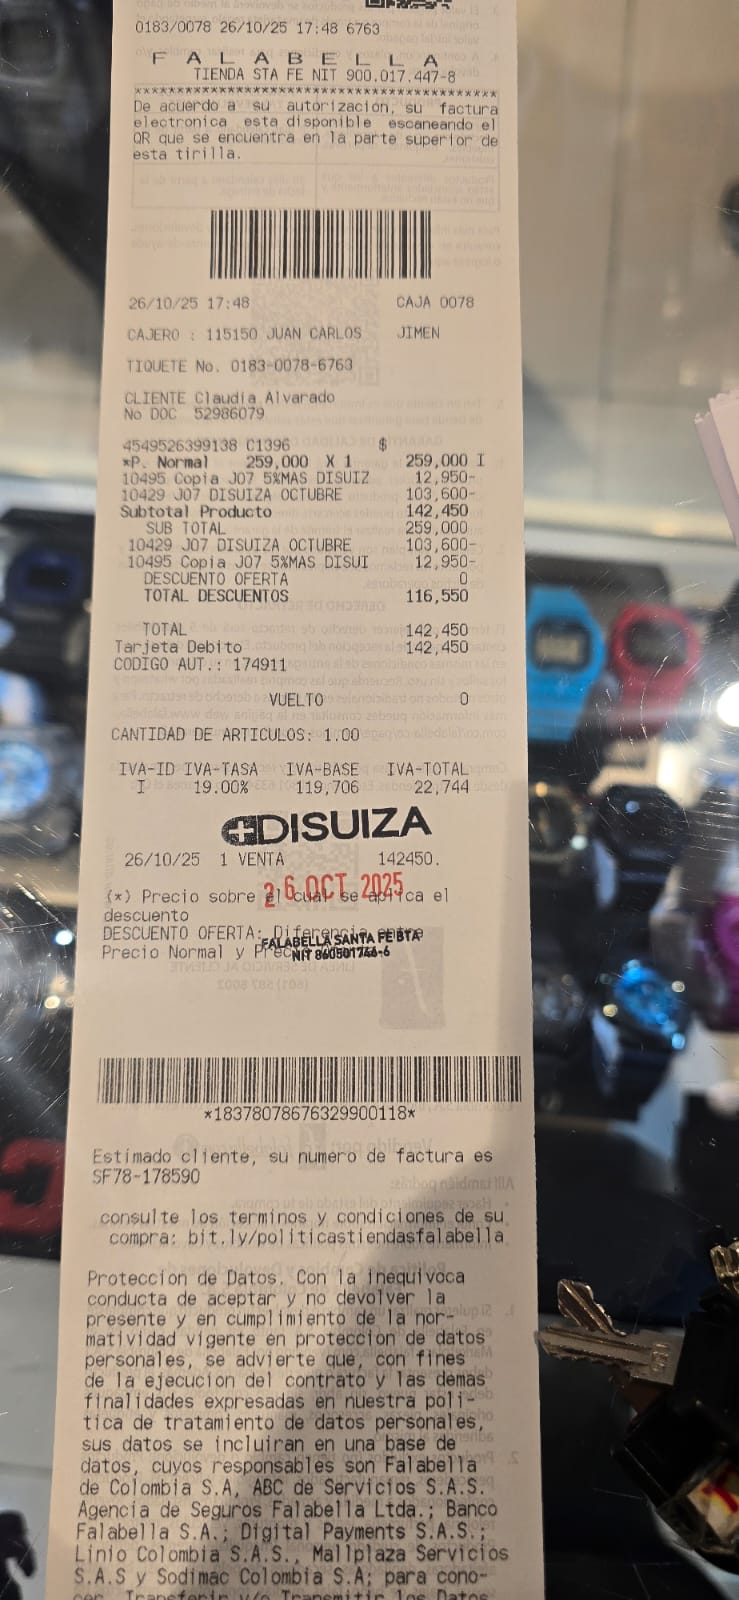 0183/0078 26/10/25 17:48 6763
F A L A B E L L A
TIENDA STA FE NIT 900.017.447-8
******************************************
De acuerdo a su autorizacion, su factura
electronica esta disponible escaneando el
QR que se encuentra en la parte superior de
esta tirilla.
26/10/25 17:48 CAJA 0078
CAJERO : 115150 JUAN CARLOS JIMEN
TIQUETE No. 0183-0078-6763
CLIENTE Claudia Alvarado
No DOC 52986079
4549526399138 C1396 $
*P. Normal 259,000 X 1 259,000 I
10495 Copia J07 5%MAS DISUIZ 12,950-
10429 J07 DISUIZA OCTUBRE 103,600-
Subtotal Producto 142,450
SUB TOTAL 259,000
10429 J07 DISUIZA OCTUBRE 103,600-
10495 Copia J07 5%MAS DISUI 12,950-
DESCUENTO OFERTA 0
TOTAL DESCUENTOS 116,550
TOTAL 142,450
Tarjeta Debito 142,450
CODIGO AUT.: 174911
VUELTO 0
CANTIDAD DE ARTICULOS: 1.00
IVA-ID IVA-TASA IVA-BASE IVA-TOTAL
I 19.00% 119,706 22,744
DISUIZA
26/10/25 1 VENTA 142450.
26 OCT 2025
(*) Precio sobre el cual se aplica el
descuento
DESCUENTO OFERTA: Diferencia entre
FALABELLA SANTA FE BTA
Precio Normal y
NIT 860501746-6
*18378078676329900118*
Estimado cliente, su numero de factura es
SF78-178590
consulte los terminos y condiciones de su
compra: bit.ly/politicastiendasfalabella
Proteccion de Datos. Con la inequivoca
conducta de aceptar y no devolver la
presente y en cumplimiento de la nor-
matividad vigente en proteccion de datos
personales, se advierte que, con fines
de la ejecucion del contrato y las demas
finalidades expresadas en nuestra poli-
tica de tratamiento de datos personales,
sus datos se incluiran en una base de
datos, cuyos responsables son Falabella
de Colombia S.A, ABC de Servicios S.A.S.
Agencia de Seguros Falabella Ltda.; Banco
Falabella S.A.; Digital Payments S.A.S.;
Linio Colombia S.A.S., Mallplaza Servicios
S.A.S y Sodimac Colombia S.A; para cono-
cer, Transferir y/o Transmitir los Datos